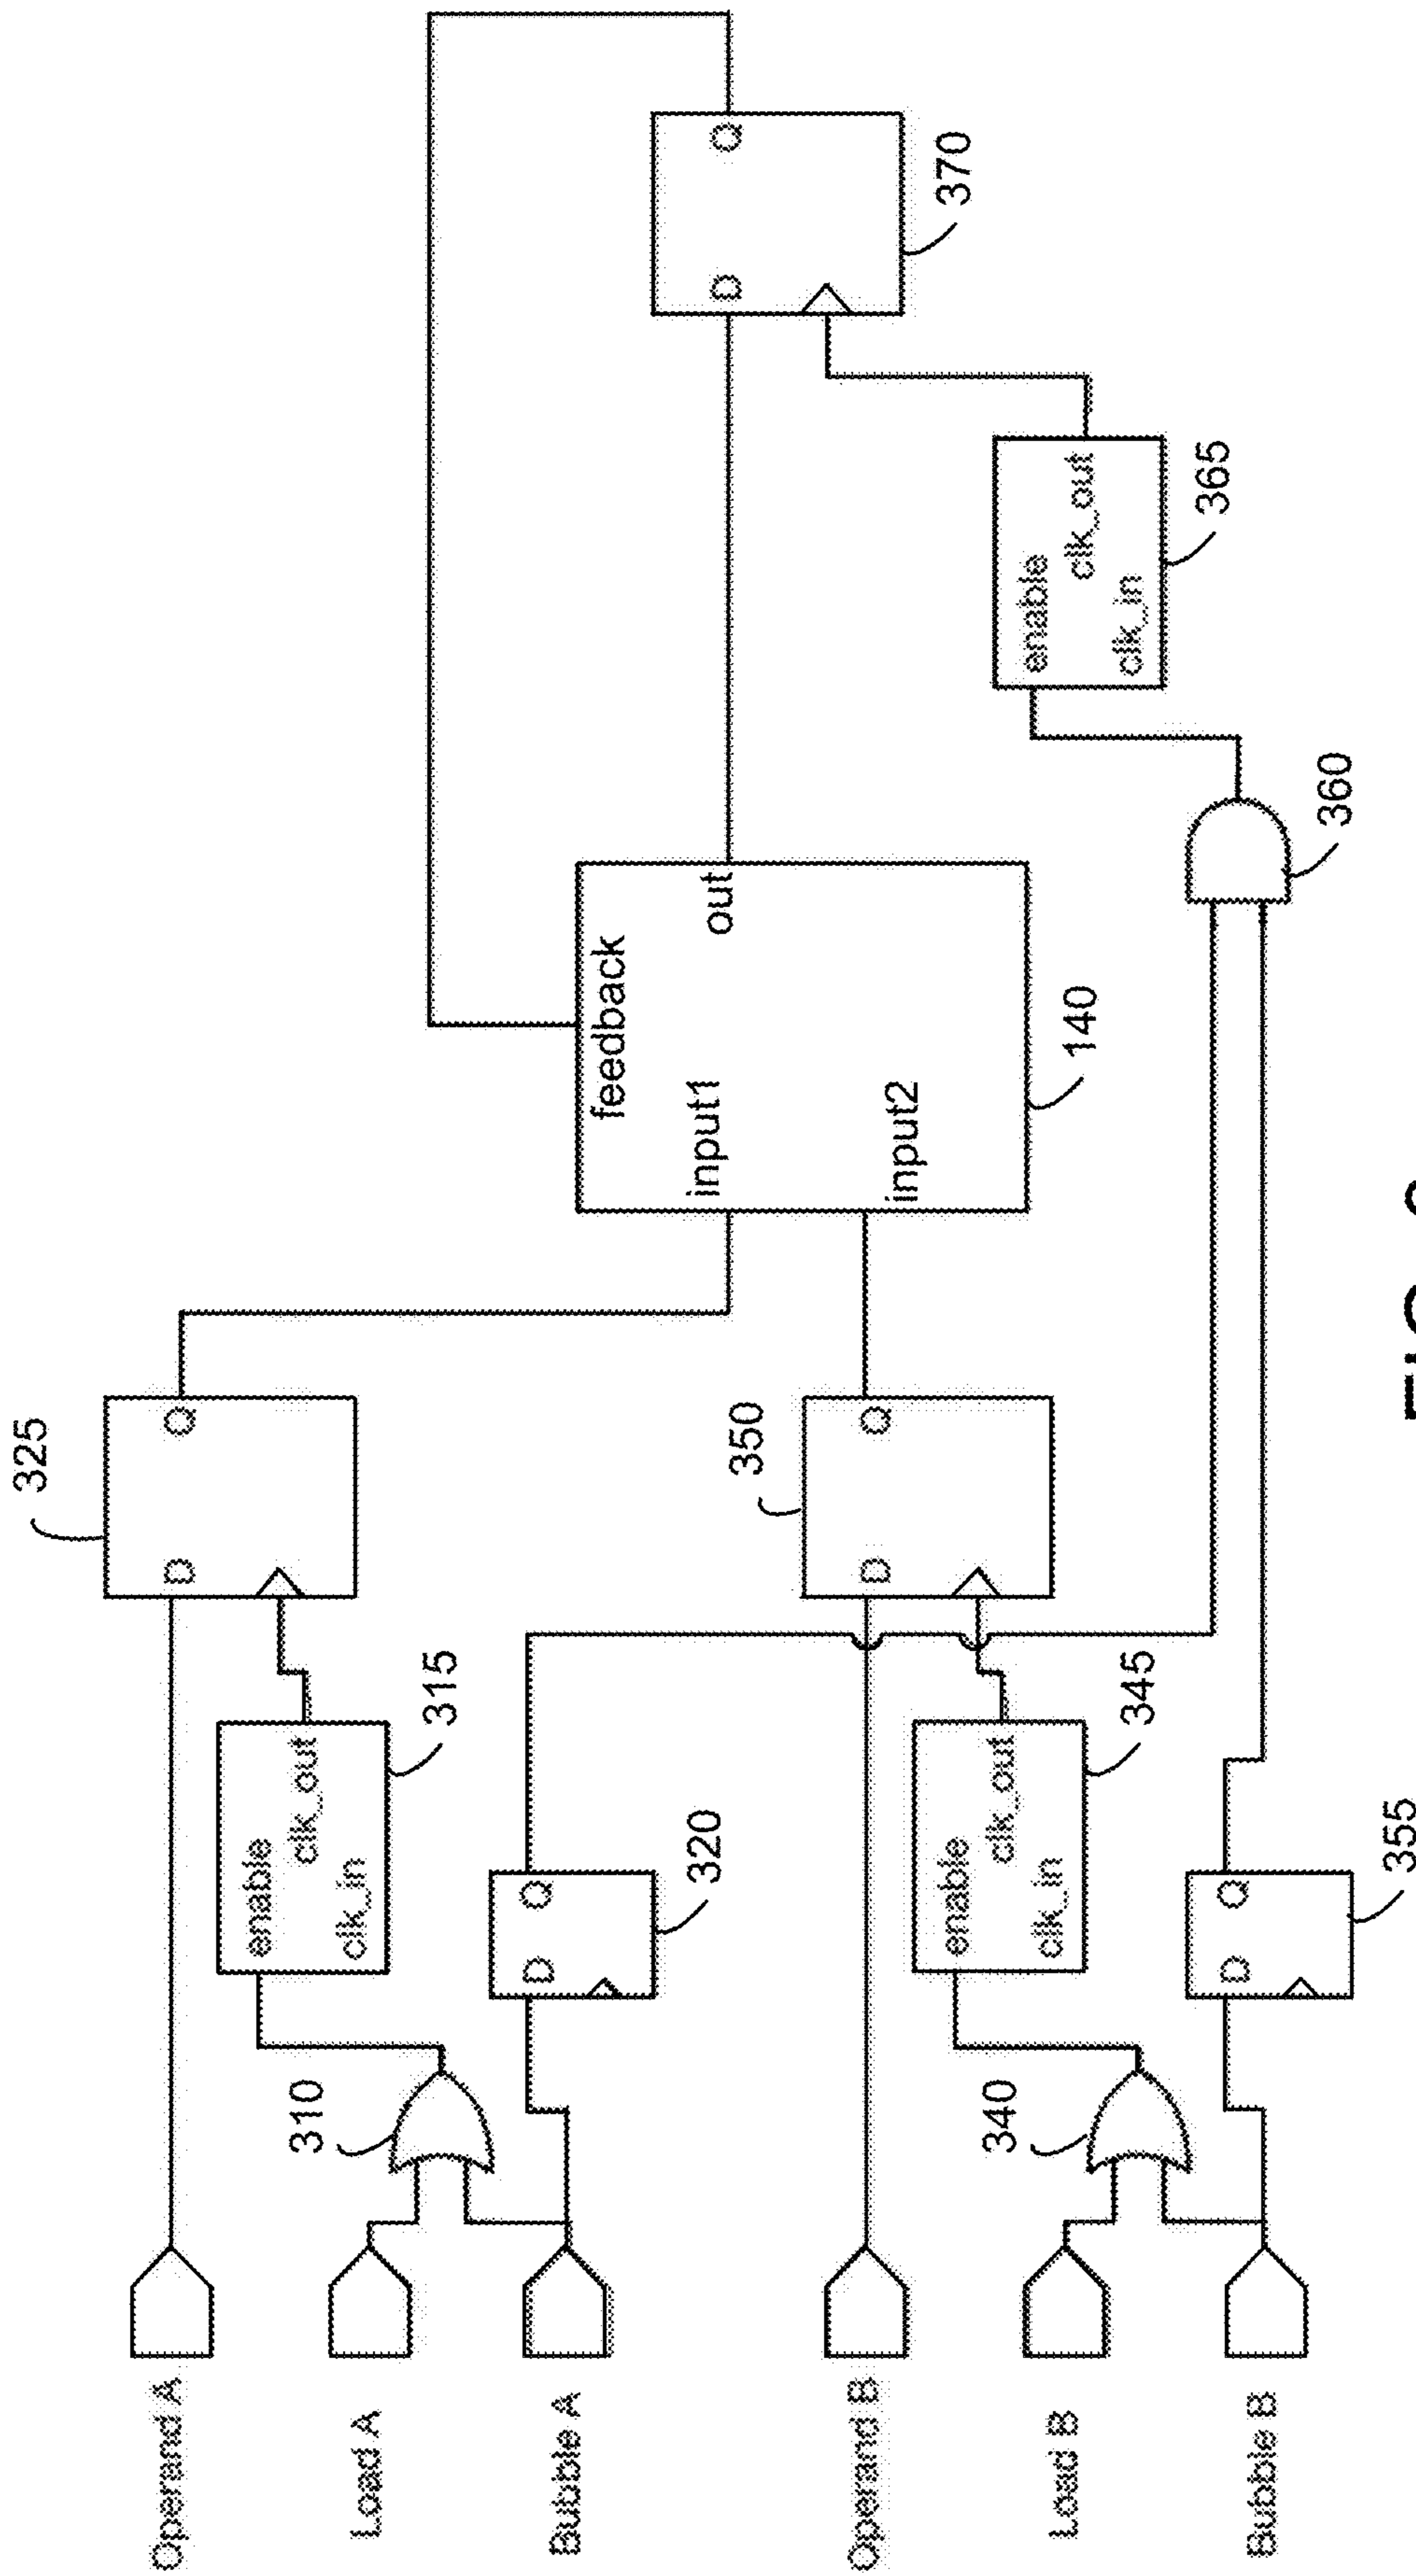 Operand A
Load A
Bubble A
Operand B
Load B
Bubble B
310
enable
clk_out
clk_in
315
D
Q
320
325
D
Q
340
enable
clk_out
clk_in
345
350
D
Q
D
Q
355
feedback
input1
out
input2
140
360
enable
clk_out
clk_in
365
D
Q
370
FIG.